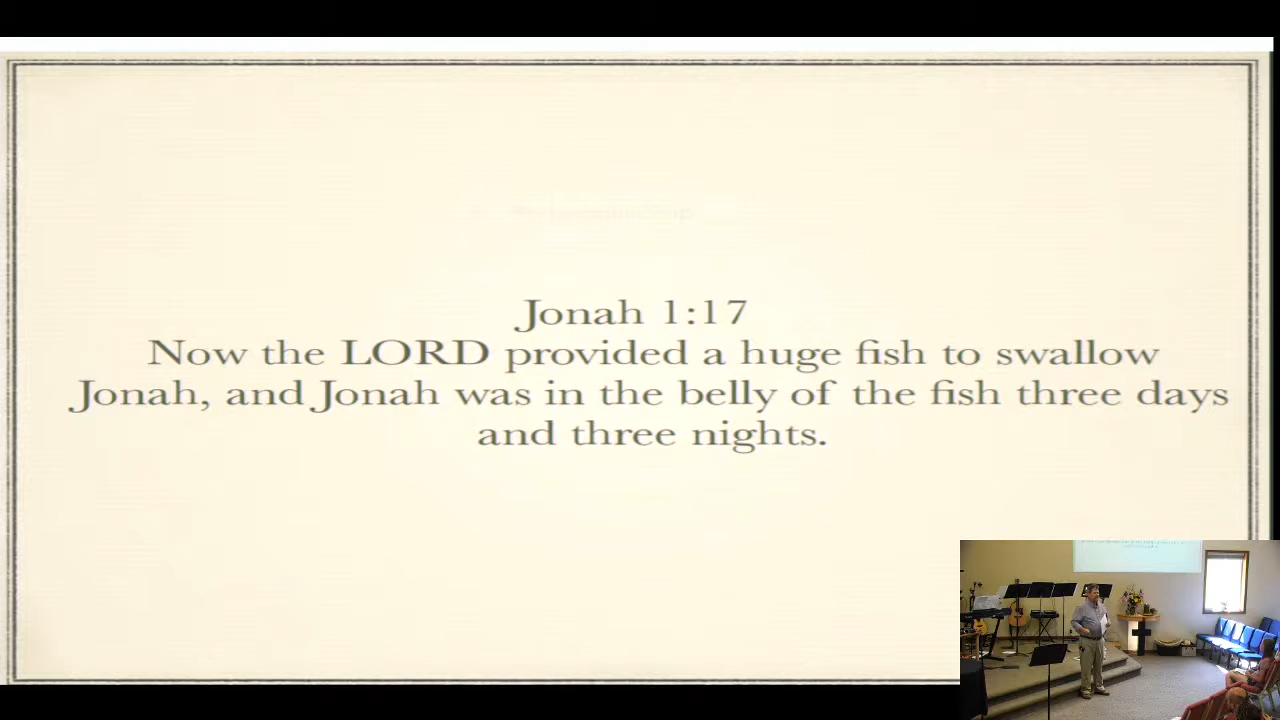 Jonah 1:17
Now the LORD provided a huge fish to swallow
Jonah, and Jonah was in the belly of the fish three days
and three nights.